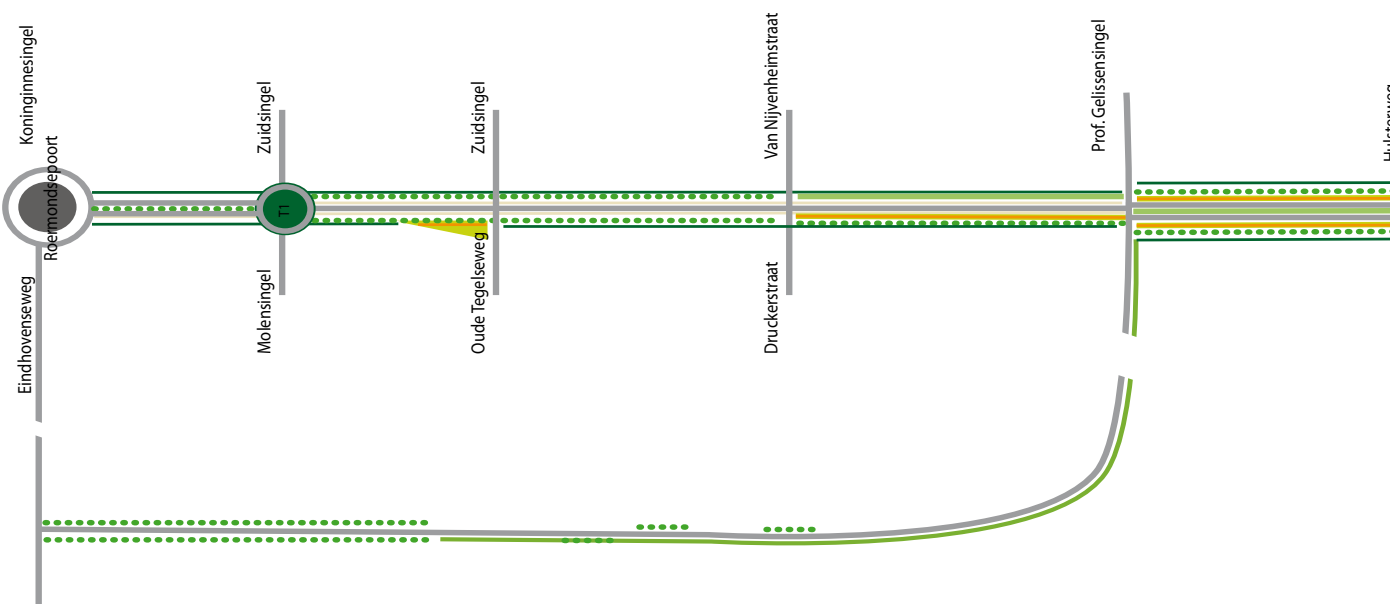 Koninginnesingel
Roermondsepoort
Eindhovenseweg
Zuidsingel
T1
Molensingel
Zuidsingel
Oude Tegelseweg
Van Nijvenheimstraat
Druckerstraat
Prof. Gelissensingel